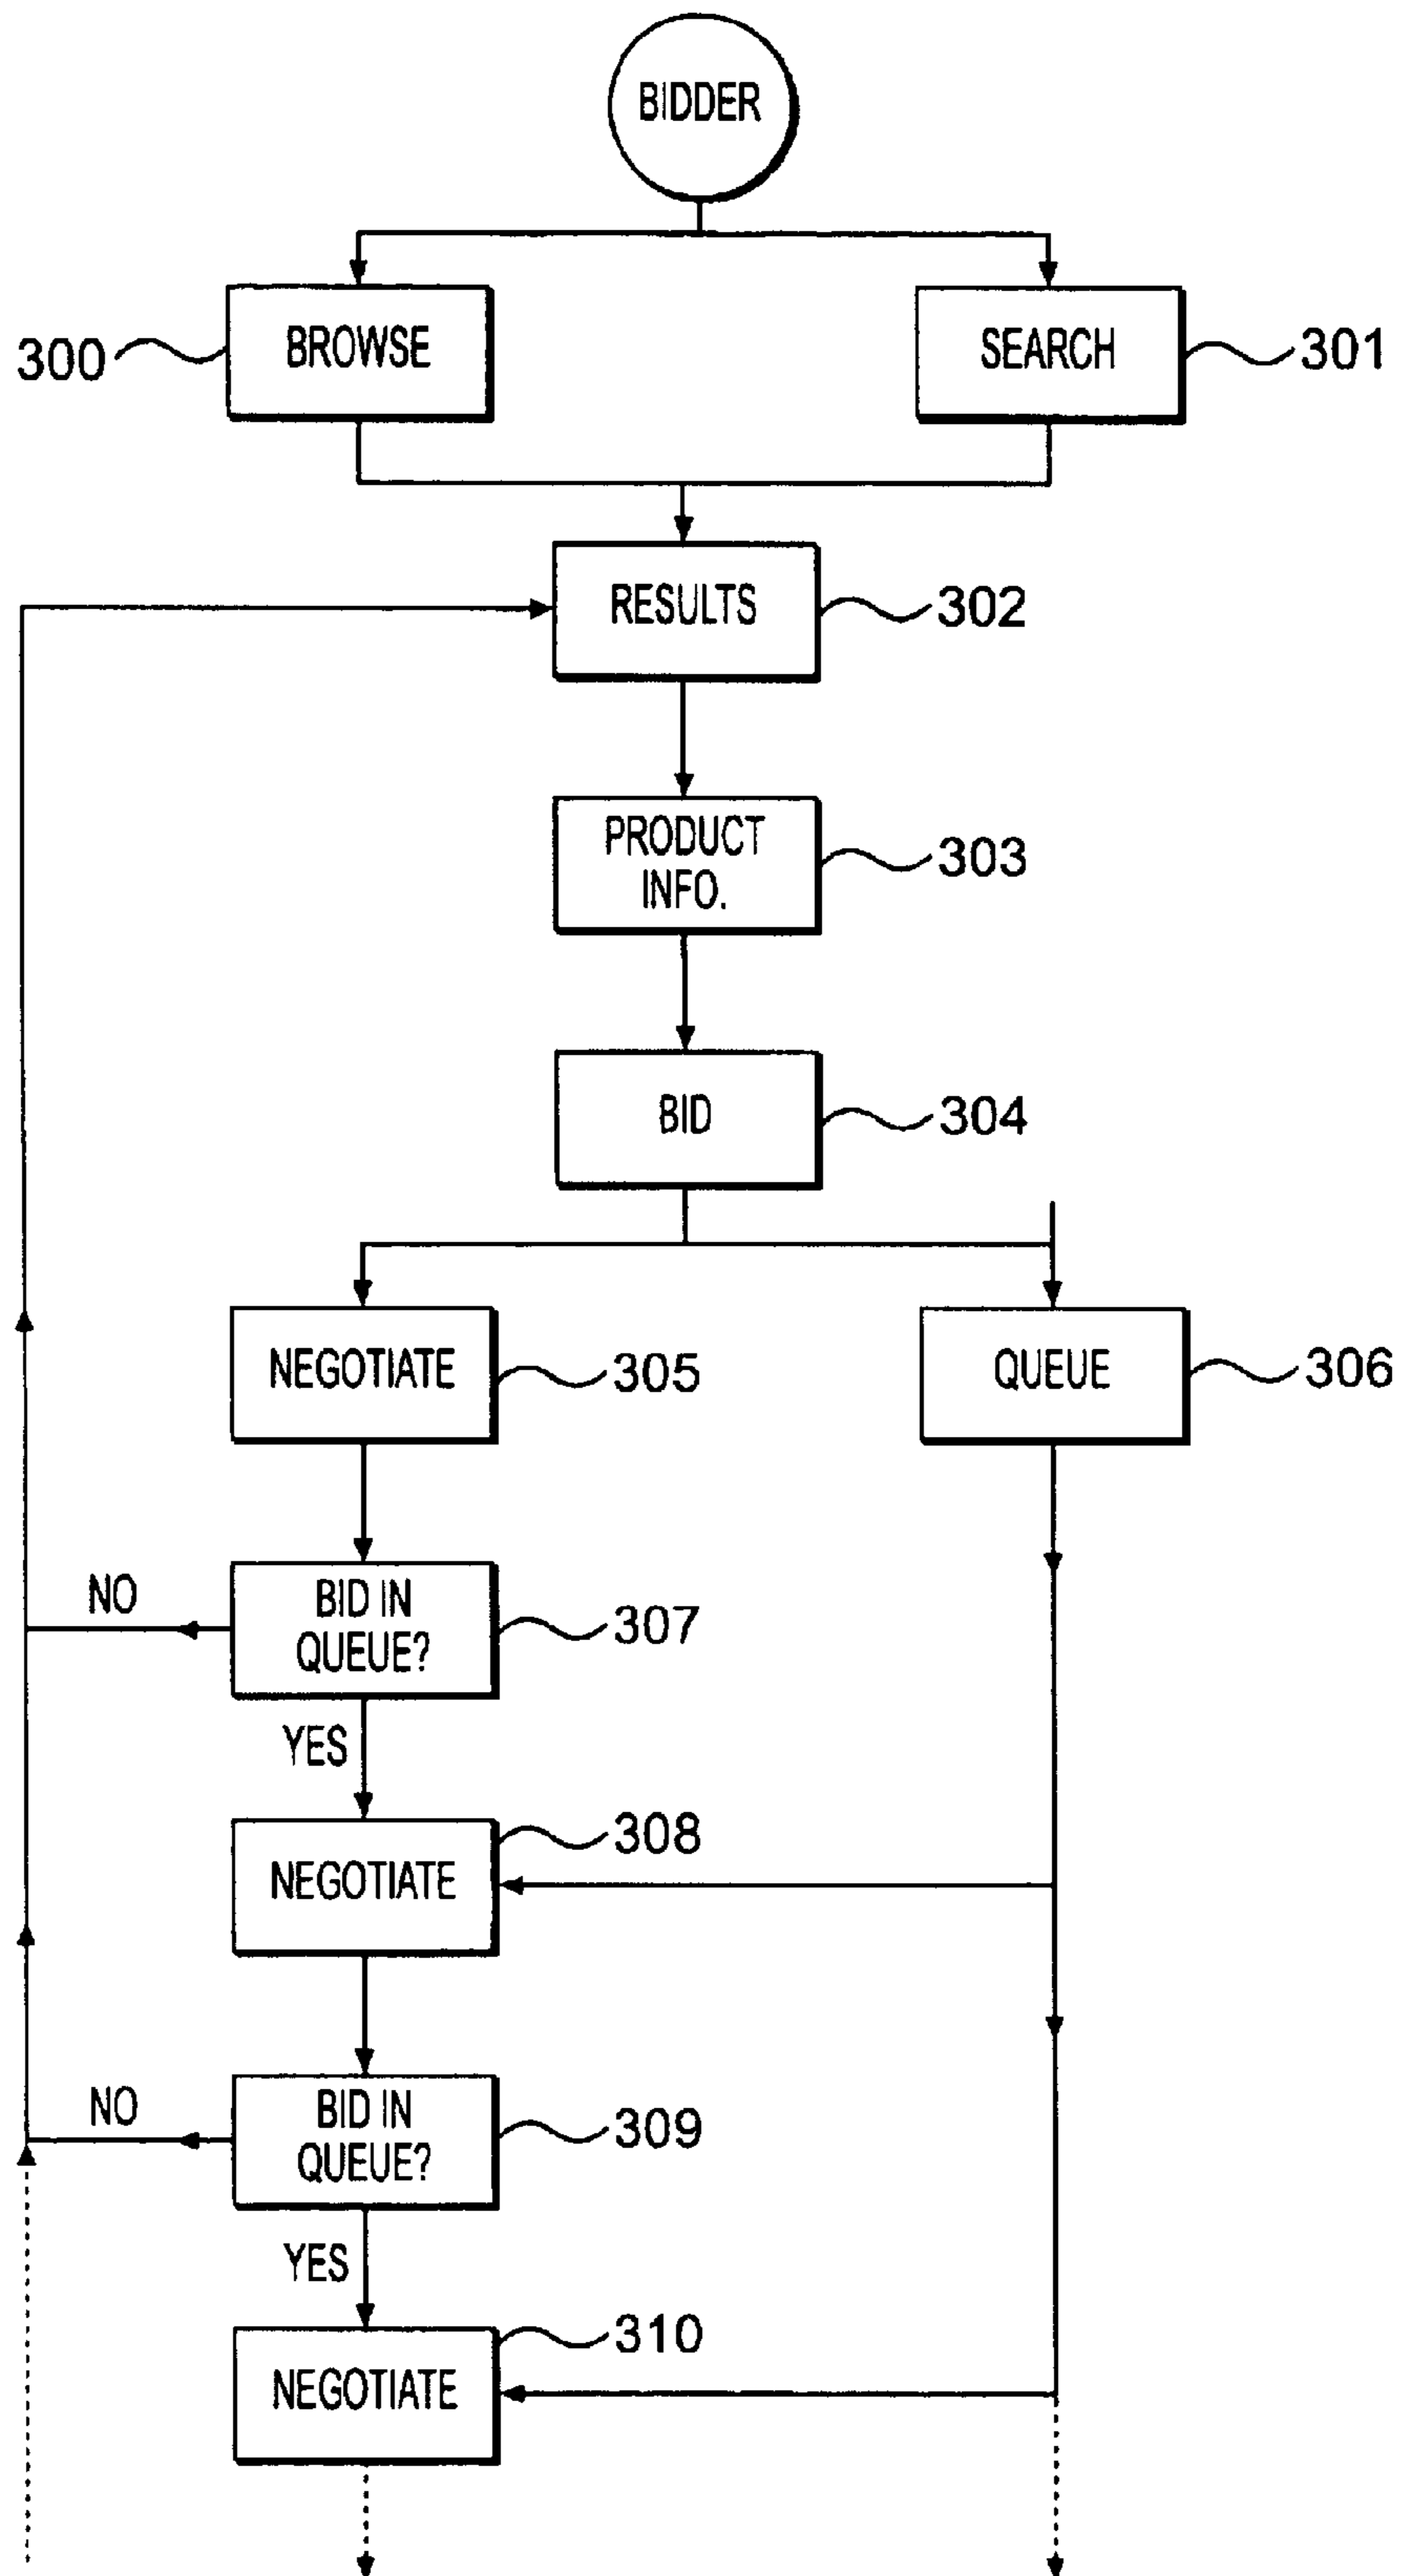 BIDDER
BROWSE
300
SEARCH
301
RESULTS
302
PRODUCT
INFO.
303
BID
304
NEGOTIATE
305
QUEUE
306
NO
BID IN
QUEUE?
307
YES
NEGOTIATE
308
NO
BID IN
QUEUE?
309
YES
NEGOTIATE
310